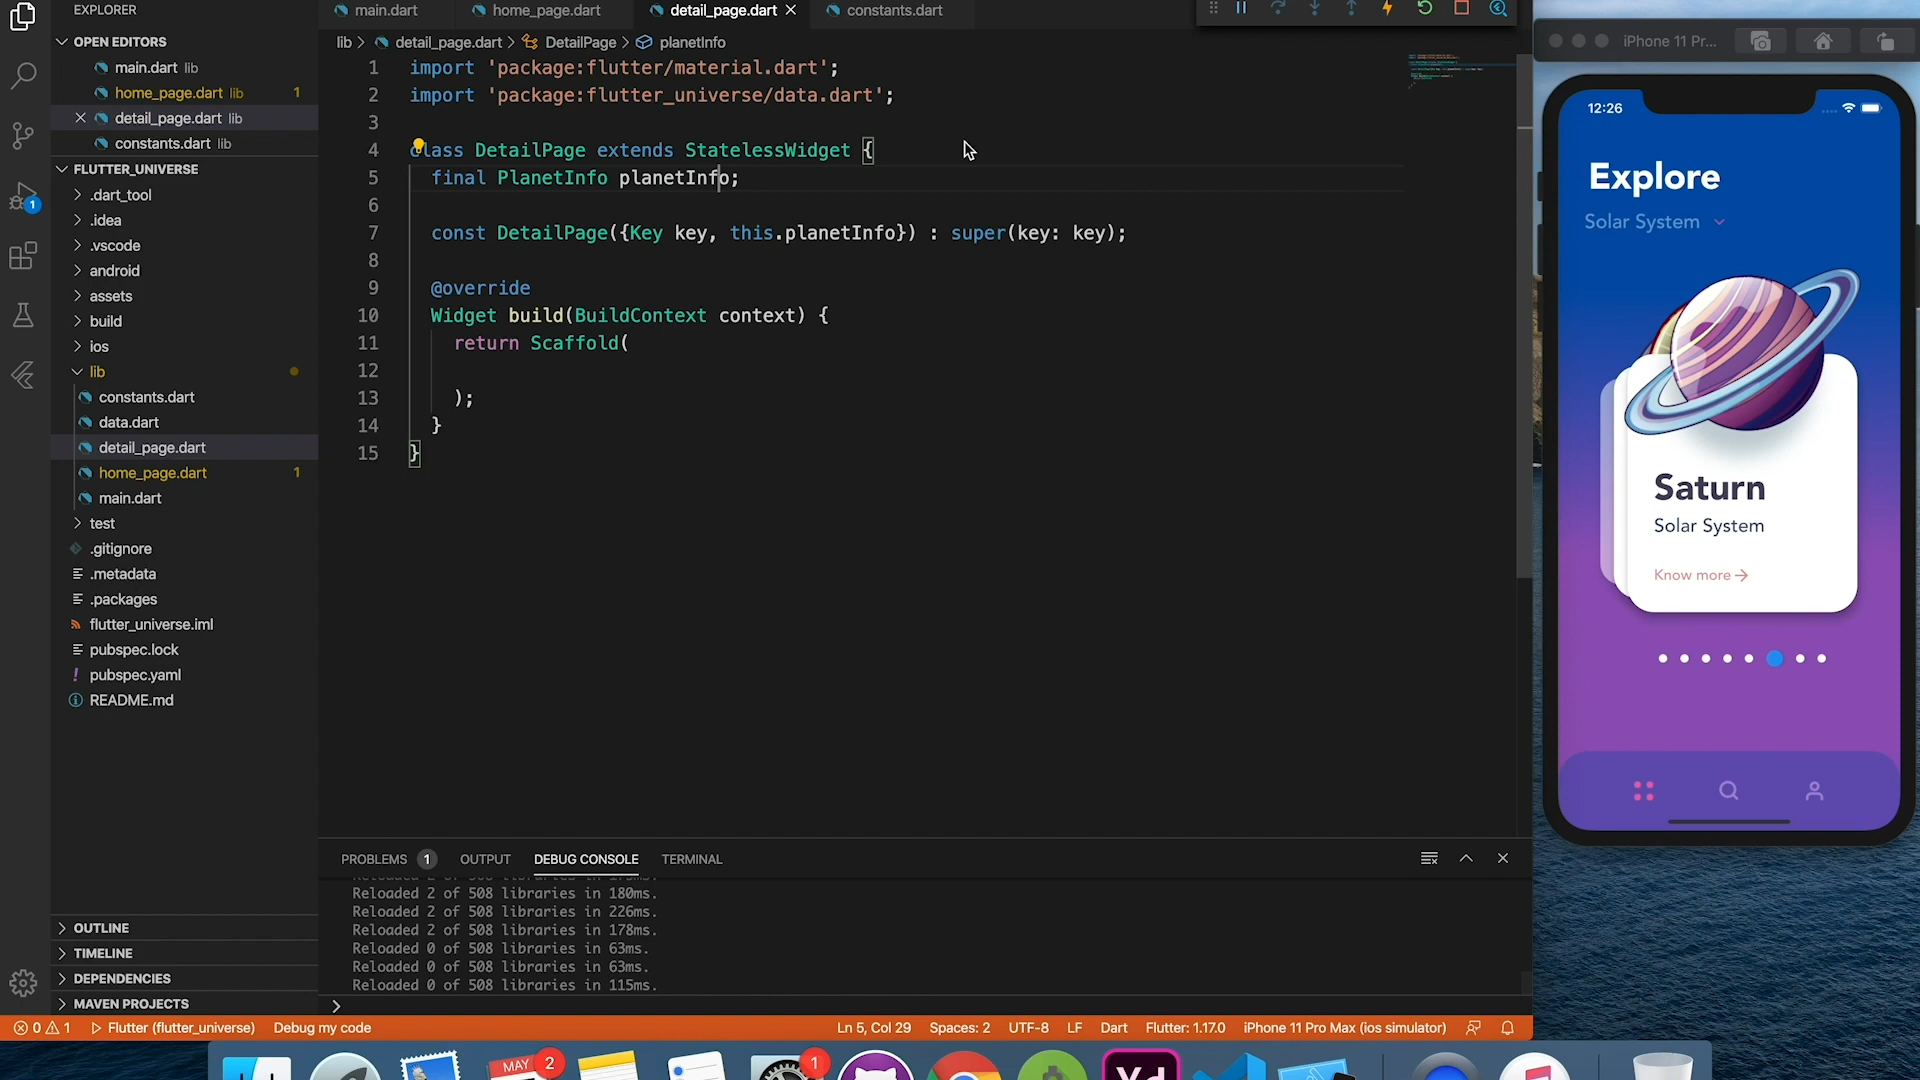 EXPLORER
OPEN EDITORS
main.dart lib
home_page.dart lib 1
detail_page.dart lib
constants.dart lib
FLUTTER_UNIVERSE
.dart_tool
.idea
.vscode
android
assets
build
ios
lib
constants.dart
data.dart
detail_page.dart
home_page.dart 1
main.dart
test
.gitignore
.metadata
.packages
flutter_universe.iml
pubspec.lock
pubspec.yaml
README.md
OUTLINE
TIMELINE
DEPENDENCIES
MAVEN PROJECTS
1
main.dart
home_page.dart
detail_page.dart
constants.dart
lib > detail_page.dart > DetailPage > planetInfo
1 import 'package:flutter/material.dart';
2 import 'package:flutter_universe/data.dart';
3
4 class DetailPage extends StatelessWidget {
5 final PlanetInfo planetInfo;
6
7 const DetailPage({Key key, this.planetInfo}) : super(key: key);
8
9 @override
10 Widget build(BuildContext context) {
11 return Scaffold(
12
13 );
14 }
15 }
PROBLEMS 1 OUTPUT DEBUG CONSOLE TERMINAL
Reloaded 2 of 508 libraries in 180ms.
Reloaded 2 of 508 libraries in 226ms.
Reloaded 2 of 508 libraries in 178ms.
Reloaded 0 of 508 libraries in 63ms.
Reloaded 0 of 508 libraries in 63ms.
Reloaded 0 of 508 libraries in 115ms.
0 1 Flutter (flutter_universe) Debug my code
Ln 5, Col 29 Spaces: 2 UTF-8 LF Dart Flutter: 1.17.0 iPhone 11 Pro Max (ios simulator)
iPhone 11 Pr...
12:26
Explore
Solar System
Saturn
Solar System
Know more
MAY 2
1
Xd